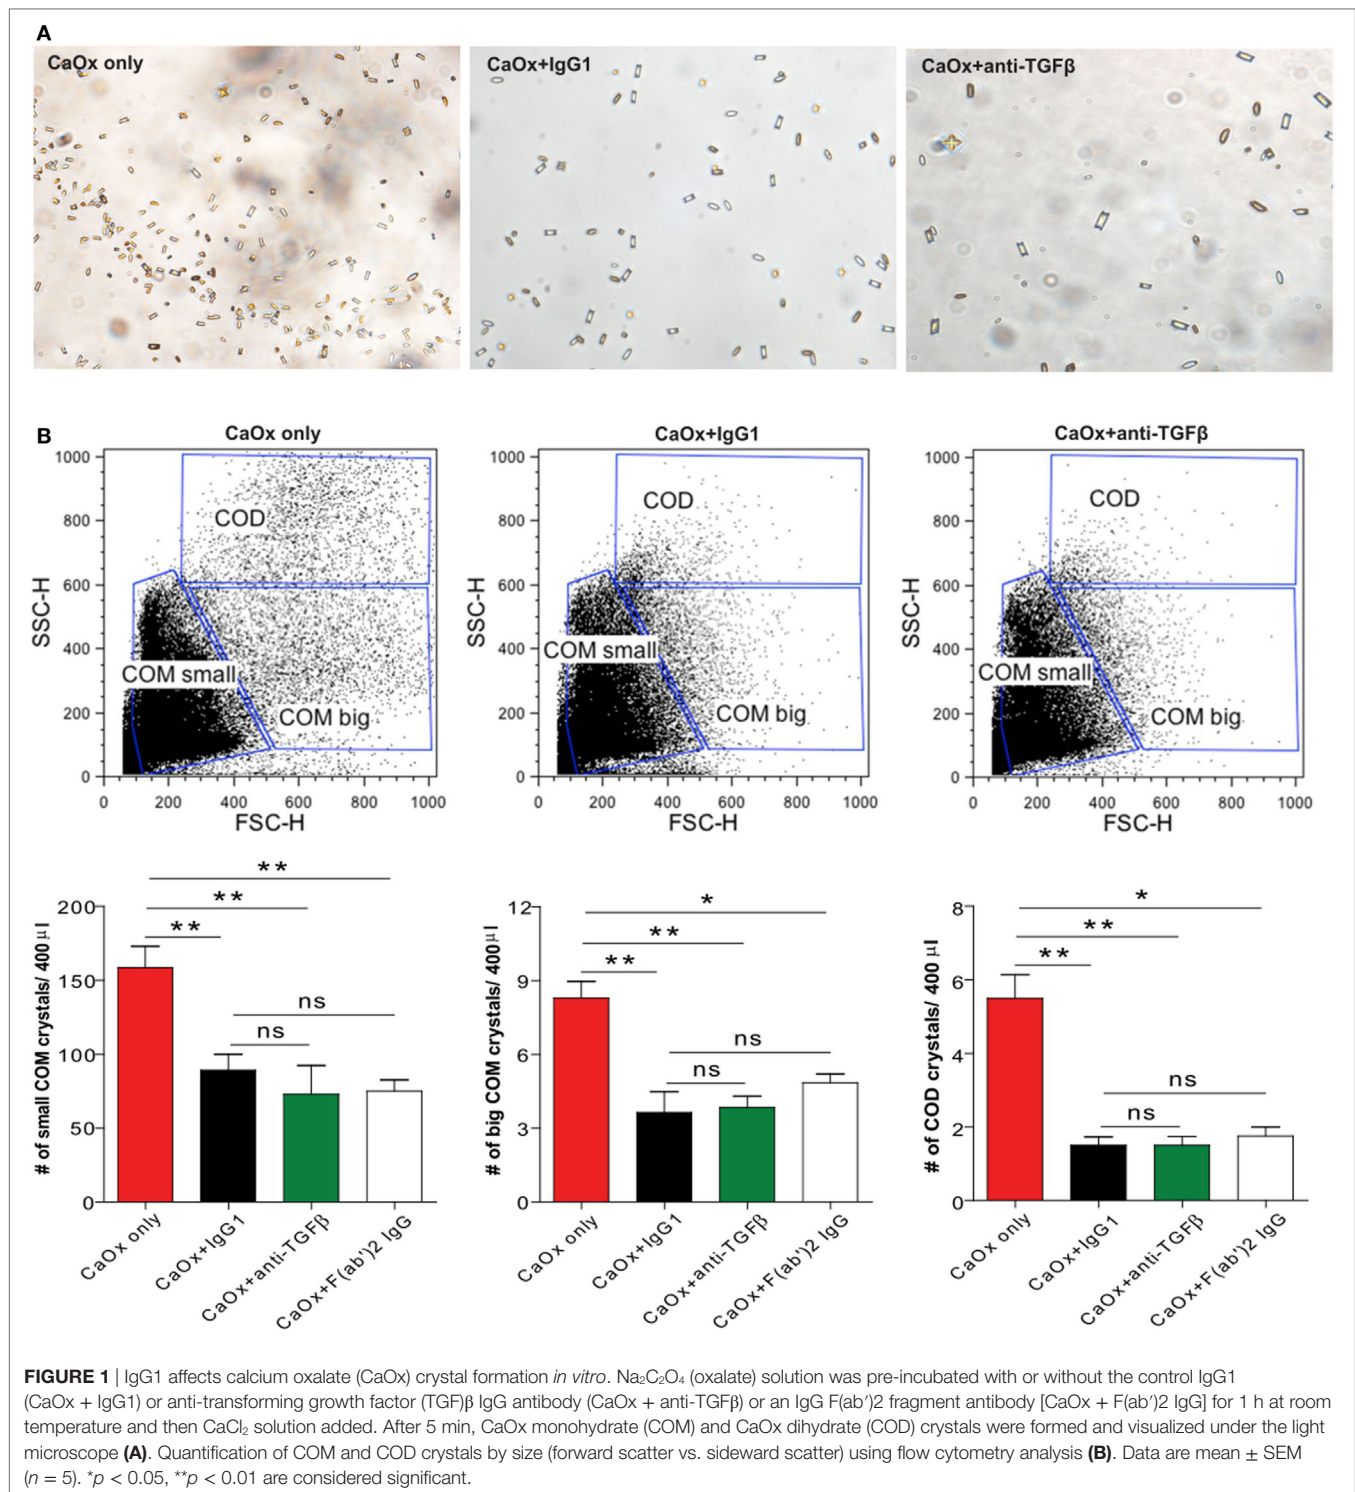 A
CaOx only
CaOx+IgG1
CaOx+anti-TGFβ
B
CaOx only
CaOx+IgG1
CaOx+anti-TGFβ
1000
800
600
400
200
0
SSC-H
COD
COM small
COM big
0 200 400 600 800 1000
FSC-H
1000
800
600
400
200
0
SSC-H
COD
COM small
COM big
0 200 400 600 800 1000
FSC-H
1000
800
600
400
200
0
SSC-H
COD
COM small
COM big
0 200 400 600 800 1000
FSC-H
# of small COM crystals/ 400 µl
200
150
100
50
0
**
**
**
ns
ns
CaOx only
CaOx+IgG1
CaOx+anti-TGFβ
CaOx+F(ab')2 IgG
# of big COM crystals/ 400 µl
12
9
6
3
0
*
**
**
ns
ns
CaOx only
CaOx+IgG1
CaOx+anti-TGFβ
CaOx+F(ab')2 IgG
# of COD crystals/ 400 µl
8
6
4
2
0
*
**
**
ns
ns
CaOx only
CaOx+IgG1
CaOx+anti-TGFβ
CaOx+F(ab')2 IgG
FIGURE 1 | IgG1 affects calcium oxalate (CaOx) crystal formation in vitro. Na₂C₂O₄ (oxalate) solution was pre-incubated with or without the control IgG1
(CaOx + IgG1) or anti-transforming growth factor (TGF)β IgG antibody (CaOx + anti-TGFβ) or an IgG F(ab′)2 fragment antibody [CaOx + F(ab′)2 IgG] for 1 h at room
temperature and then CaCl₂ solution added. After 5 min, CaOx monohydrate (COM) and CaOx dihydrate (COD) crystals were formed and visualized under the light
microscope (A). Quantification of COM and COD crystals by size (forward scatter vs. sideward scatter) using flow cytometry analysis (B). Data are mean ± SEM
(n = 5). *p < 0.05, **p < 0.01 are considered significant.